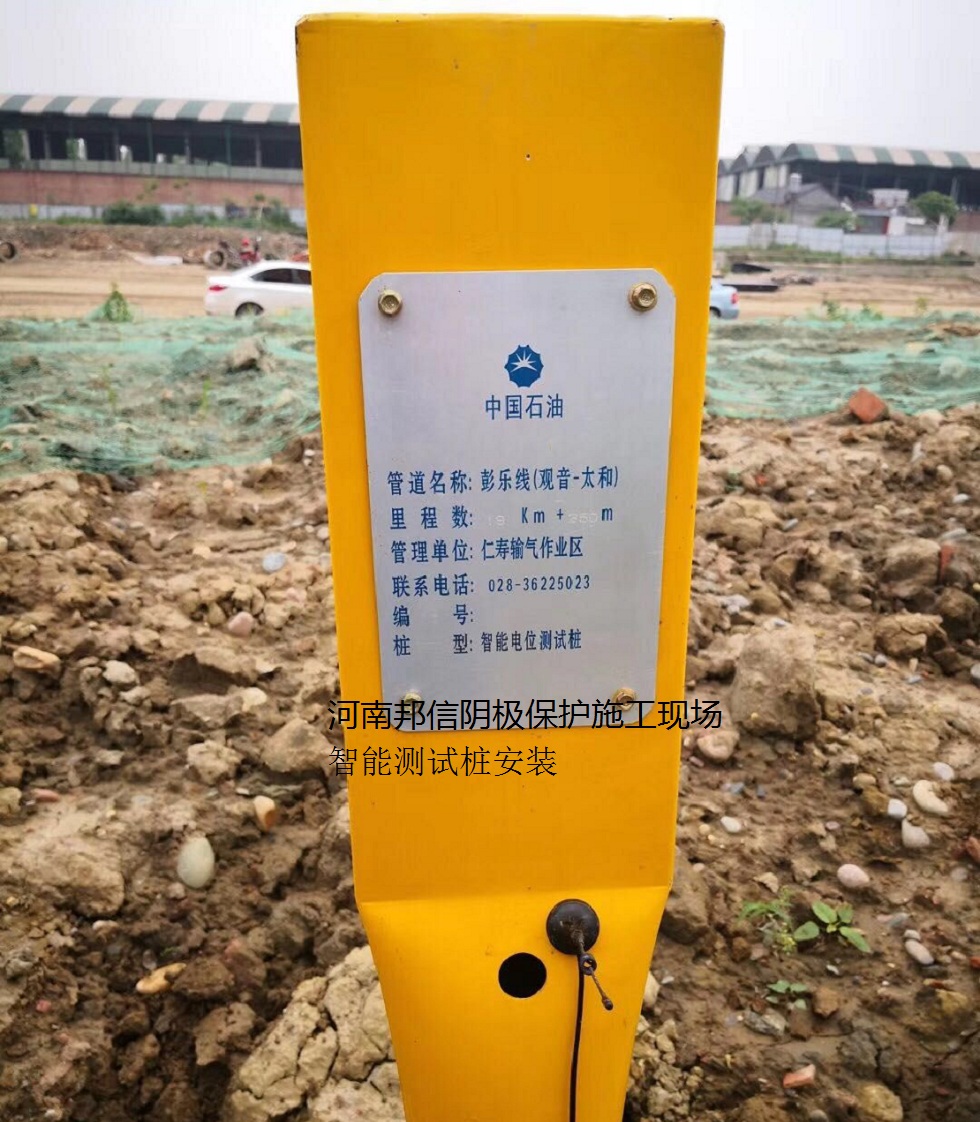 中国石油
管道名称: 彭乐线(观音-太和)
里程数: Km + 350 m
管理单位: 仁寿输气作业区
联系电话: 028-36225023
编号:
桩型: 智能电位测试桩
河南邦信阴极保护施工现场
智能测试桩安装